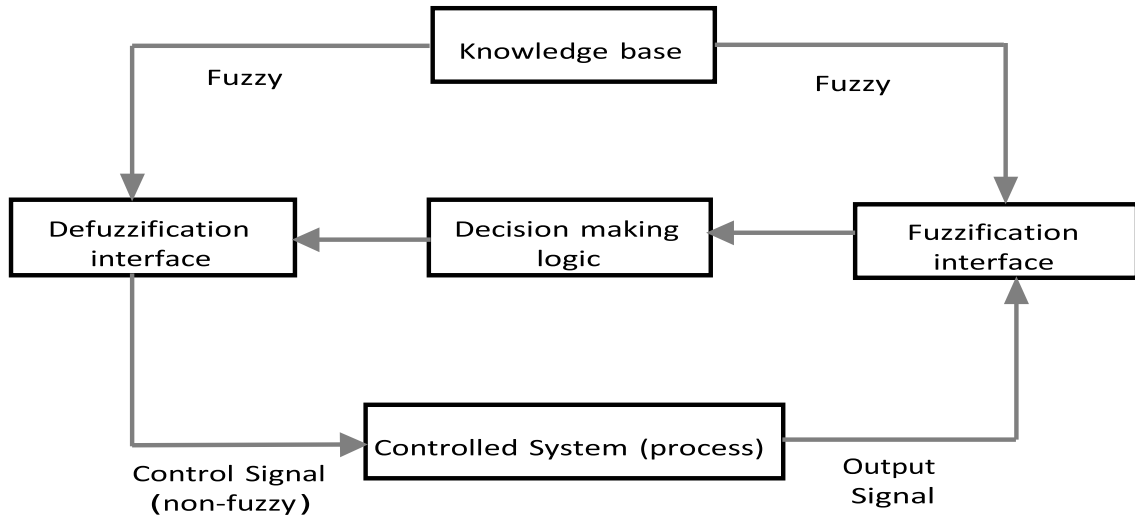 Knowledge base
Fuzzy
Fuzzy
Defuzzification
interface
Decision making
logic
Fuzzification
interface
Controlled System (process)
Control Signal
(non-fuzzy)
Output
Signal